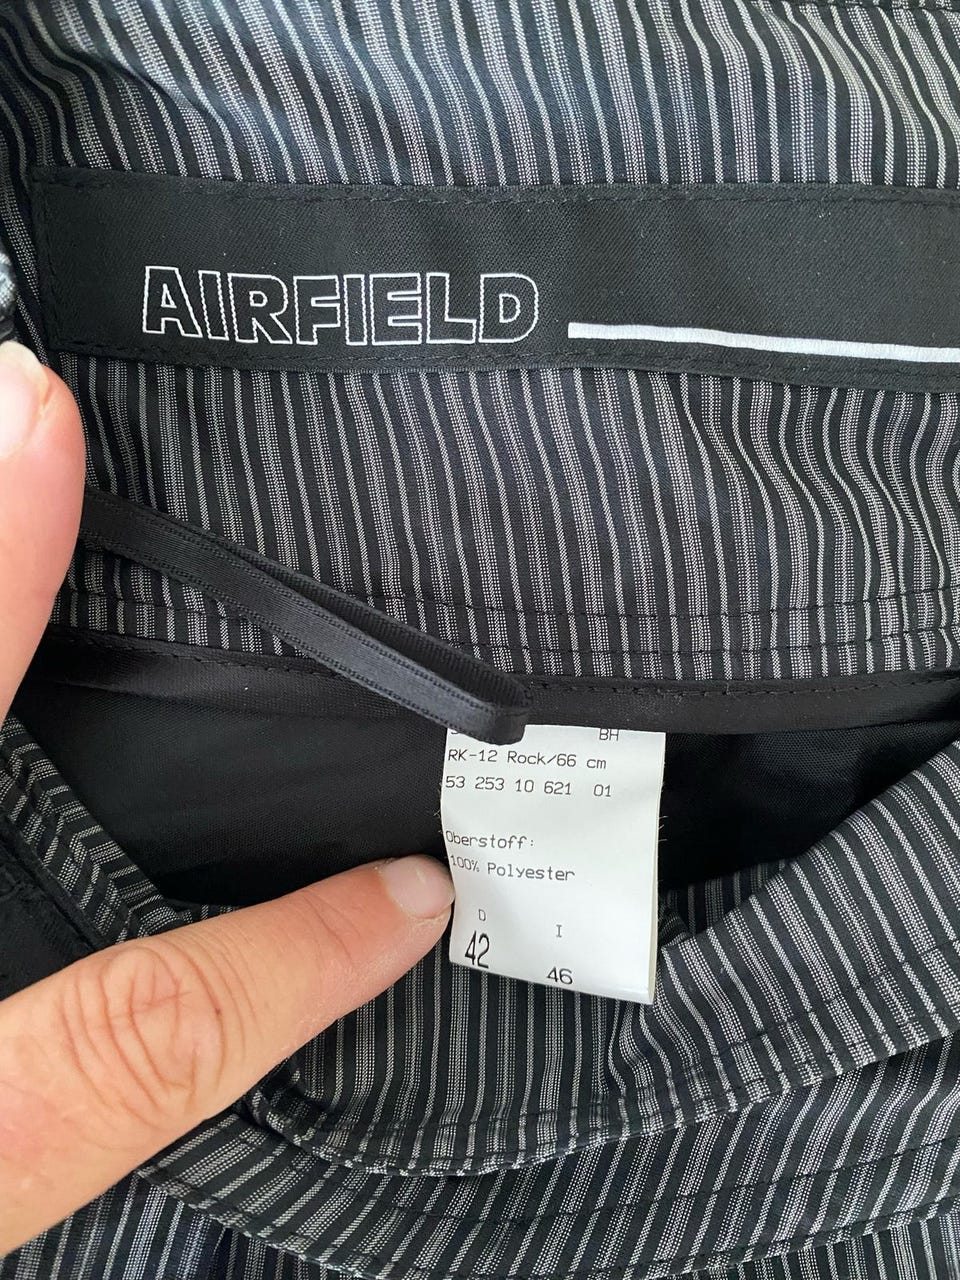 AIRFIELD
BH
RK-12 Rock/66 cm
53 253 10 621 01
Oberstoff:
100% Polyester
D I
42 46